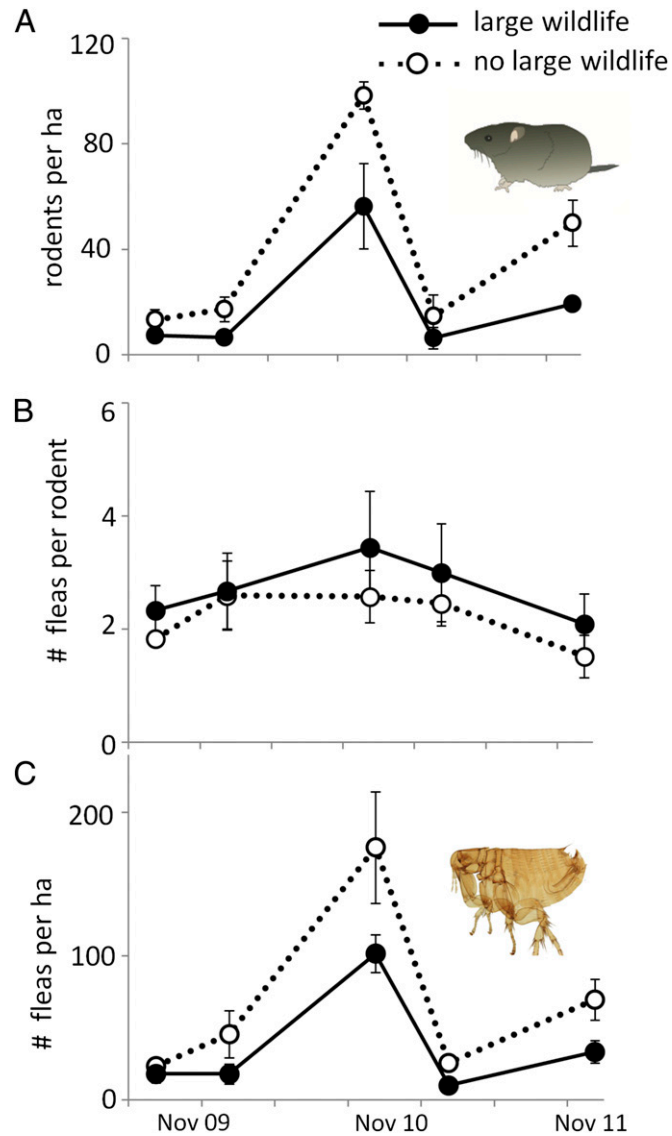 A
large wildlife
no large wildlife
120
80
40
0
rodents per ha
B
6
4
2
0
# fleas per rodent
C
200
100
0
# fleas per ha
Nov 09
Nov 10
Nov 11